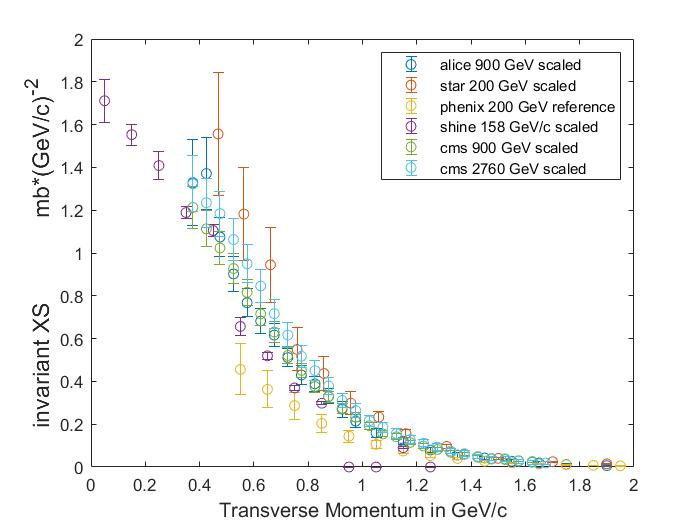 2
1.8
1.6
1.4
1.2
1
0.8
0.6
0.4
0.2
0
invariant XS mb*(GeV/c)-2
alice 900 GeV scaled
star 200 GeV scaled
phenix 200 GeV reference
shine 158 GeV/c scaled
cms 900 GeV scaled
cms 2760 GeV scaled
0 0.2 0.4 0.6 0.8 1 1.2 1.4 1.6 1.8 2
Transverse Momentum in GeV/c